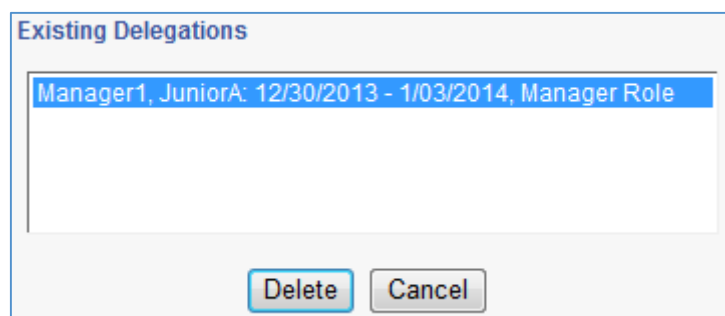 Existing Delegations
Manager1, JuniorA: 12/30/2013 - 1/03/2014, Manager Role
Delete Cancel